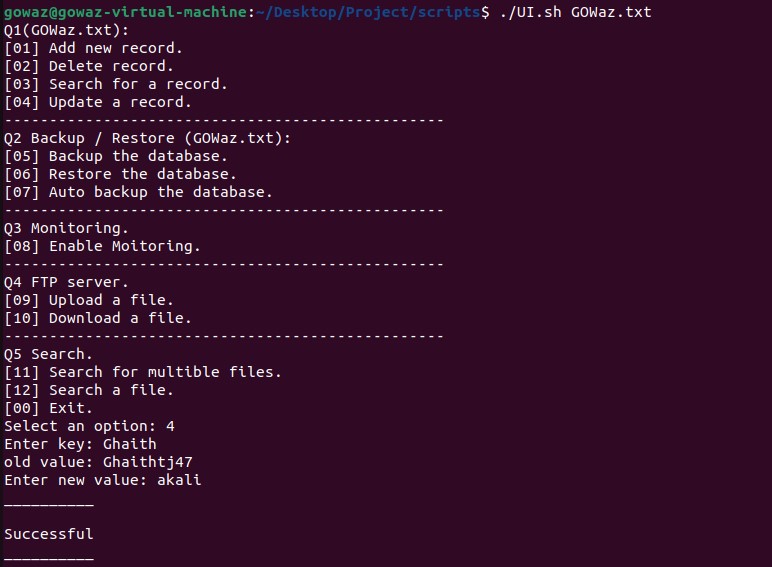 gowaz@gowaz-virtual-machine:~/Desktop/Project/scripts$ ./UI.sh GOWaz.txt
Q1(GOWaz.txt):
[01] Add new record.
[02] Delete record.
[03] Search for a record.
[04] Update a record.
-------------------------------------------------
Q2 Backup / Restore (GOWaz.txt):
[05] Backup the database.
[06] Restore the database.
[07] Auto backup the database.
-------------------------------------------------
Q3 Monitoring.
[08] Enable Moitoring.
-------------------------------------------------
Q4 FTP server.
[09] Upload a file.
[10] Download a file.
-------------------------------------------------
Q5 Search.
[11] Search for multible files.
[12] Search a file.
[00] Exit.
Select an option: 4
Enter key: Ghaith
old value: Ghaithtj47
Enter new value: akali
__________
Successful
__________